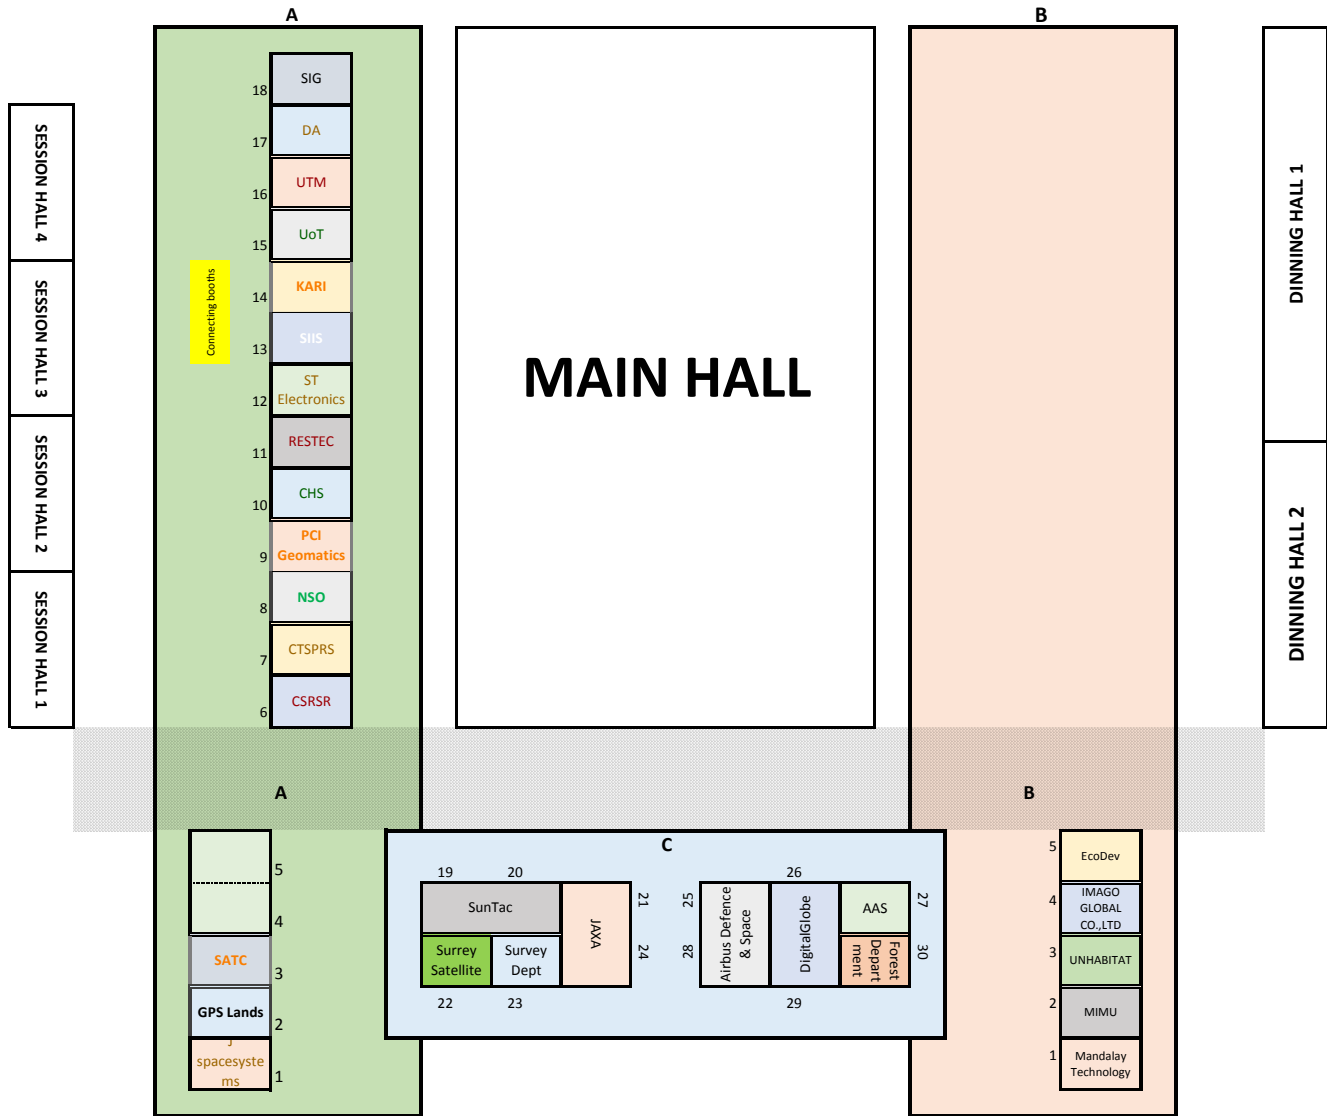 A
B
18
SIG
17
DA
16
UTM
15
UoT
14
KARI
13
SIIS
12
ST
Electronics
11
RESTEC
10
CHS
9
PCI
Geomatics
8
NSO
7
CTSPRS
6
CSRSR
Connecting booths
SESSION HALL 4
SESSION HALL 3
SESSION HALL 2
SESSION HALL 1
MAIN HALL
DINNING HALL 1
DINNING HALL 2
A
B
5
4
SATC
3
GPS Lands
2
J
spacesyste
ms
1
C
19
20
SunTac
JAXA
21
24
Surrey
Satellite
Survey
Dept
22
23
25
28
26
Airbus Defence
& Space
DigitalGlobe
AAS
Forest
Depart
ment
27
30
29
5
EcoDev
4
IMAGO
GLOBAL
CO.,LTD
3
UNHABITAT
2
MIMU
1
Mandalay
Technology